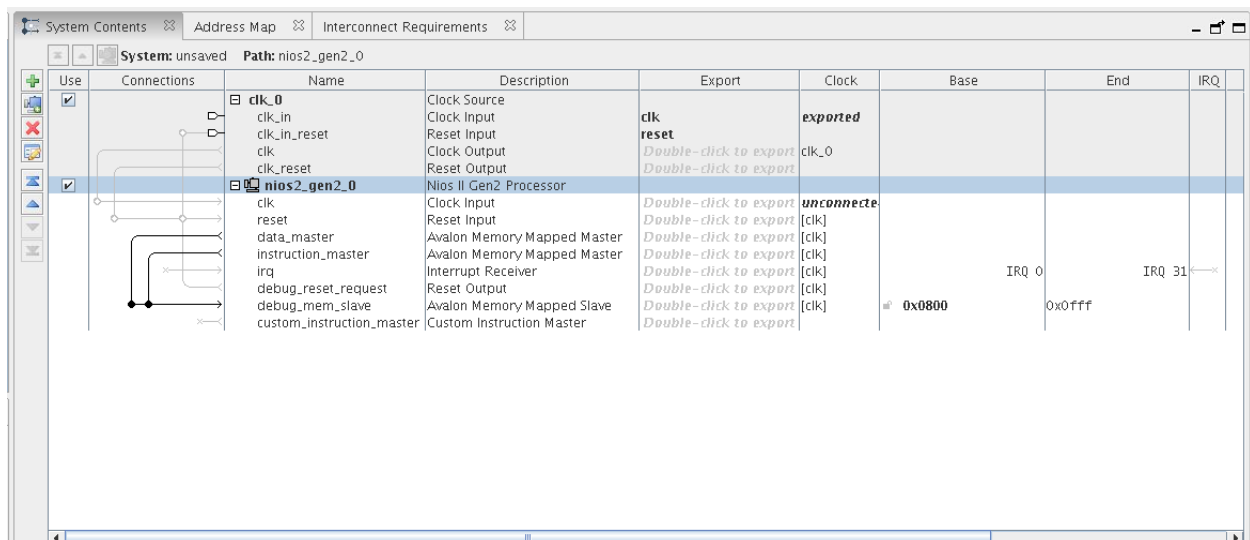 System Contents Address Map Interconnect Requirements
System: unsaved Path: nios2_gen2_0
Use Connections Name Description Export Clock Base End IRQ
clk_0 Clock Source
clk_in Clock Input clk exported
clk_in_reset Reset Input reset
clk Clock Output Double-click to export clk_0
clk_reset Reset Output Double-click to export
nios2_gen2_0 Nios II Gen2 Processor
clk Clock Input Double-click to export unconnecte
reset Reset Input Double-click to export [clk]
data_master Avalon Memory Mapped Master Double-click to export [clk]
instruction_master Avalon Memory Mapped Master Double-click to export [clk]
irq Interrupt Receiver Double-click to export [clk] IRQ 0 IRQ 31
debug_reset_request Reset Output Double-click to export [clk]
debug_mem_slave Avalon Memory Mapped Slave Double-click to export [clk] 0x0800 0x0fff
custom_instruction_master Custom Instruction Master Double-click to export